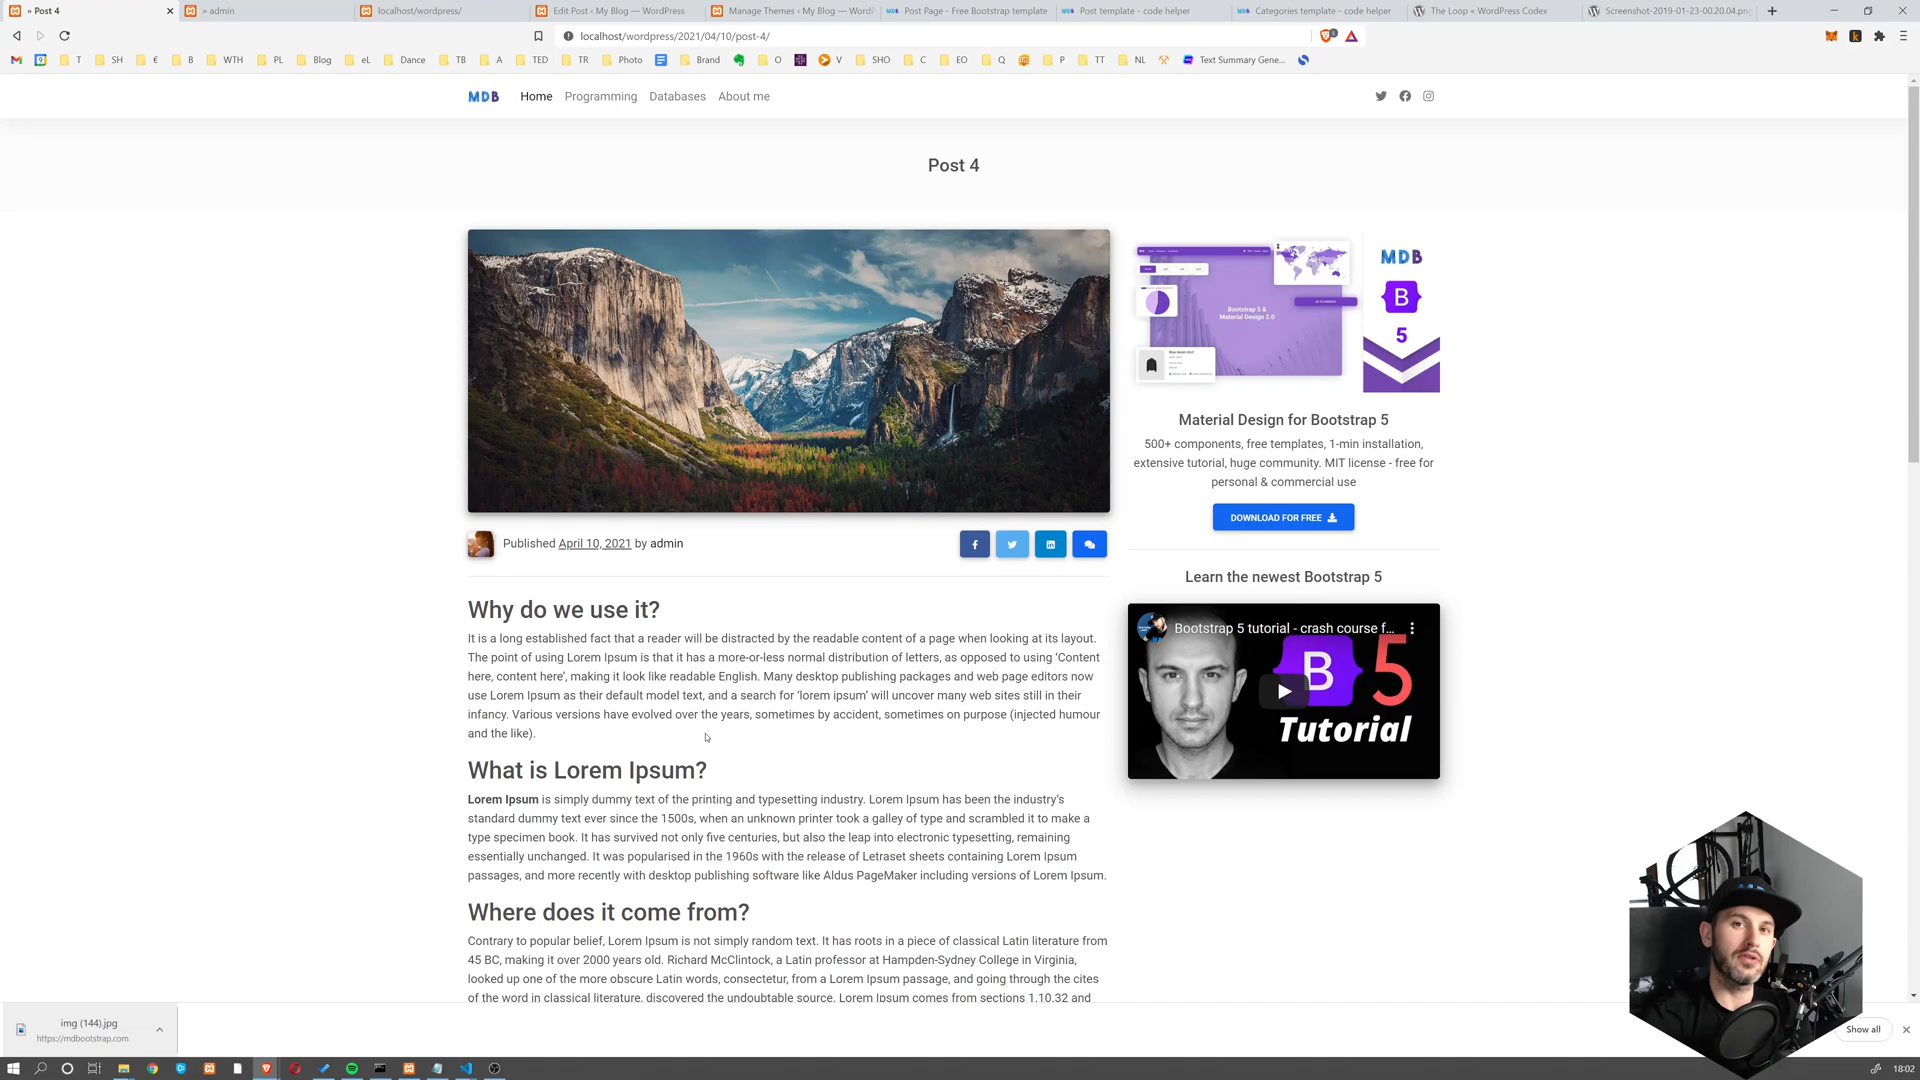 » Post 4
» admin
localhost/wordpress/
Edit Post ‹ My Blog — WordPress
Manage Themes ‹ My Blog — WordP
Post Page - Free Bootstrap template
Post template - code helper
Categories template - code helper
The Loop « WordPress Codex
Screenshot-2019-01-23-00.20.04.png
localhost/wordpress/2021/04/10/post-4/
T
SH
€
B
WTH
PL
Blog
eL
Dance
TB
A
TED
TR
Photo
Brand
O
V
SHO
C
EO
Q
P
TT
NL
Text Summary Gene...
MDB
Home
Programming
Databases
About me
Post 4
MDB
B
5
Bootstrap 5 &
Material Design 2.0
Material Design for Bootstrap 5
500+ components, free templates, 1-min installation,
extensive tutorial, huge community. MIT license - free for
personal & commercial use
DOWNLOAD FOR FREE
Published April 10, 2021 by admin
Learn the newest Bootstrap 5
Bootstrap 5 tutorial - crash course f...
B 5
Tutorial
Why do we use it?
It is a long established fact that a reader will be distracted by the readable content of a page when looking at its layout.
The point of using Lorem Ipsum is that it has a more-or-less normal distribution of letters, as opposed to using ‘Content
here, content here’, making it look like readable English. Many desktop publishing packages and web page editors now
use Lorem Ipsum as their default model text, and a search for ‘lorem ipsum’ will uncover many web sites still in their
infancy. Various versions have evolved over the years, sometimes by accident, sometimes on purpose (injected humour
and the like).
What is Lorem Ipsum?
Lorem Ipsum is simply dummy text of the printing and typesetting industry. Lorem Ipsum has been the industry’s
standard dummy text ever since the 1500s, when an unknown printer took a galley of type and scrambled it to make a
type specimen book. It has survived not only five centuries, but also the leap into electronic typesetting, remaining
essentially unchanged. It was popularised in the 1960s with the release of Letraset sheets containing Lorem Ipsum
passages, and more recently with desktop publishing software like Aldus PageMaker including versions of Lorem Ipsum.
Where does it come from?
Contrary to popular belief, Lorem Ipsum is not simply random text. It has roots in a piece of classical Latin literature from
45 BC, making it over 2000 years old. Richard McClintock, a Latin professor at Hampden-Sydney College in Virginia,
looked up one of the more obscure Latin words, consectetur, from a Lorem Ipsum passage, and going through the cites
of the word in classical literature, discovered the undoubtable source. Lorem Ipsum comes from sections 1.10.32 and
img (144).jpg
https://mdbootstrap.com
Show all
18:02